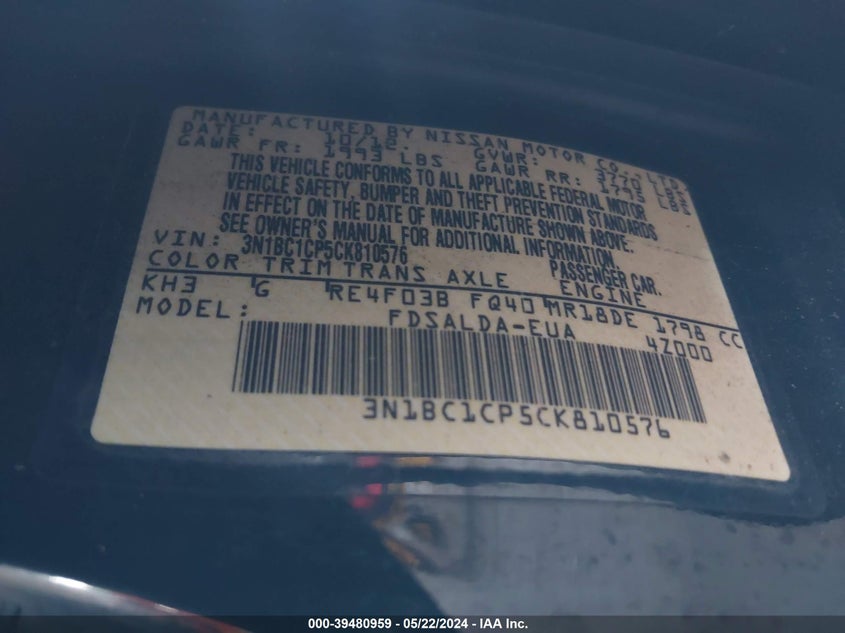 MANUFACTURED BY NISSAN MOTOR CO., LTD.
DATE: 10/12. GVWR: 3770 LBS
GAWR FR: 1993 LBS GAWR RR: 1795 LBS
THIS VEHICLE CONFORMS TO ALL APPLICABLE FEDERAL MOTOR
VEHICLE SAFETY, BUMPER AND THEFT PREVENTION STANDARDS
IN EFFECT ON THE DATE OF MANUFACTURE SHOWN ABOVE.
SEE OWNER'S MANUAL FOR ADDITIONAL INFORMATION.
VIN: 3N1BC1CP5CK810576 PASSENGER CAR.
COLOR TRIM TRANS AXLE ENGINE
KH3 G RE4F03B FQ40 MR18DE 1798 CC
MODEL: FDSALDA-EUA 4Z000
3N1BC1CP5CK810576
000-39480959 - 05/22/2024 - IAA Inc.